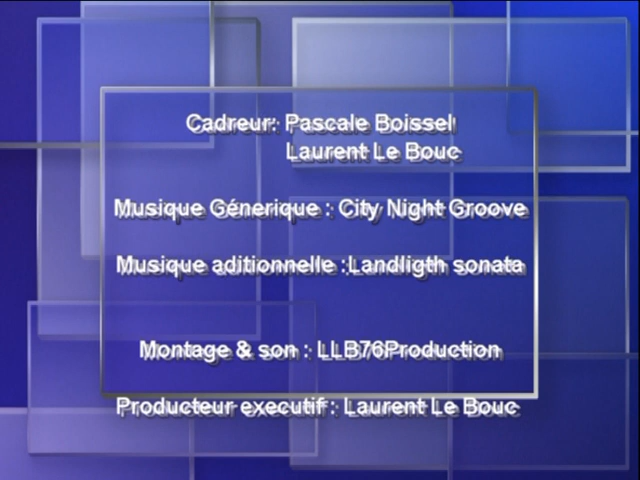 Cadreur: Pascale Boissel
Laurent Le Bouc
Musique Génerique : City Night Groove
Musique aditionnelle :Landligth sonata
Montage & son : LLB76Production
Producteur executif : Laurent Le Bouc